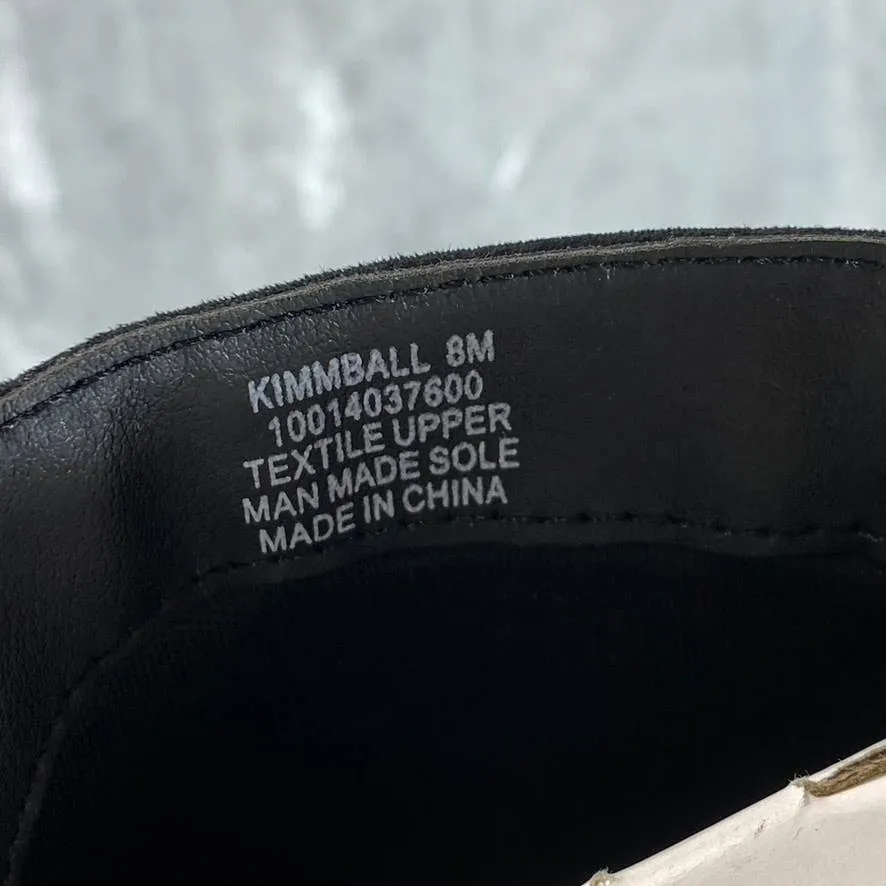 KIMMBALL 8M
10014037600
TEXTILE UPPER
MAN MADE SOLE
MADE IN CHINA